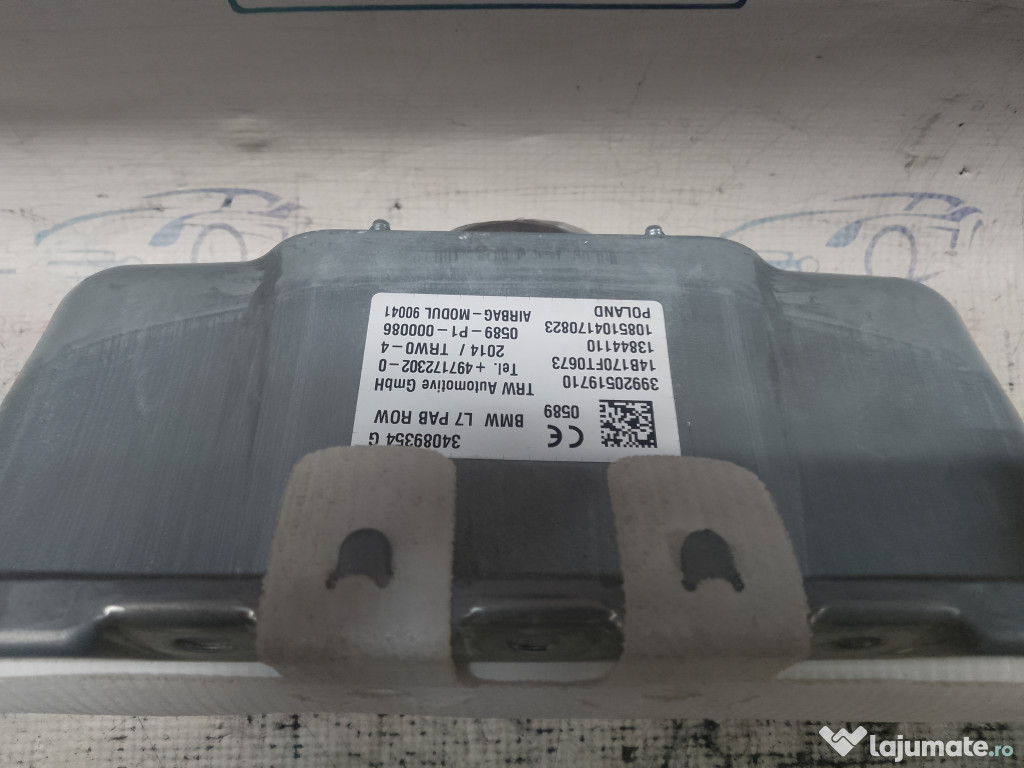 34089354 G
BMW L7 PAB ROW
TRW Automotive GmbH
Tel. +497172302-0
2014 / TRW0-4
0589-P1-000086
AIRBAG-MODUL 90041
CE
0589
39920519710
14B170FT0673
13844110
1085104170823
POLAND
lajumate.ro